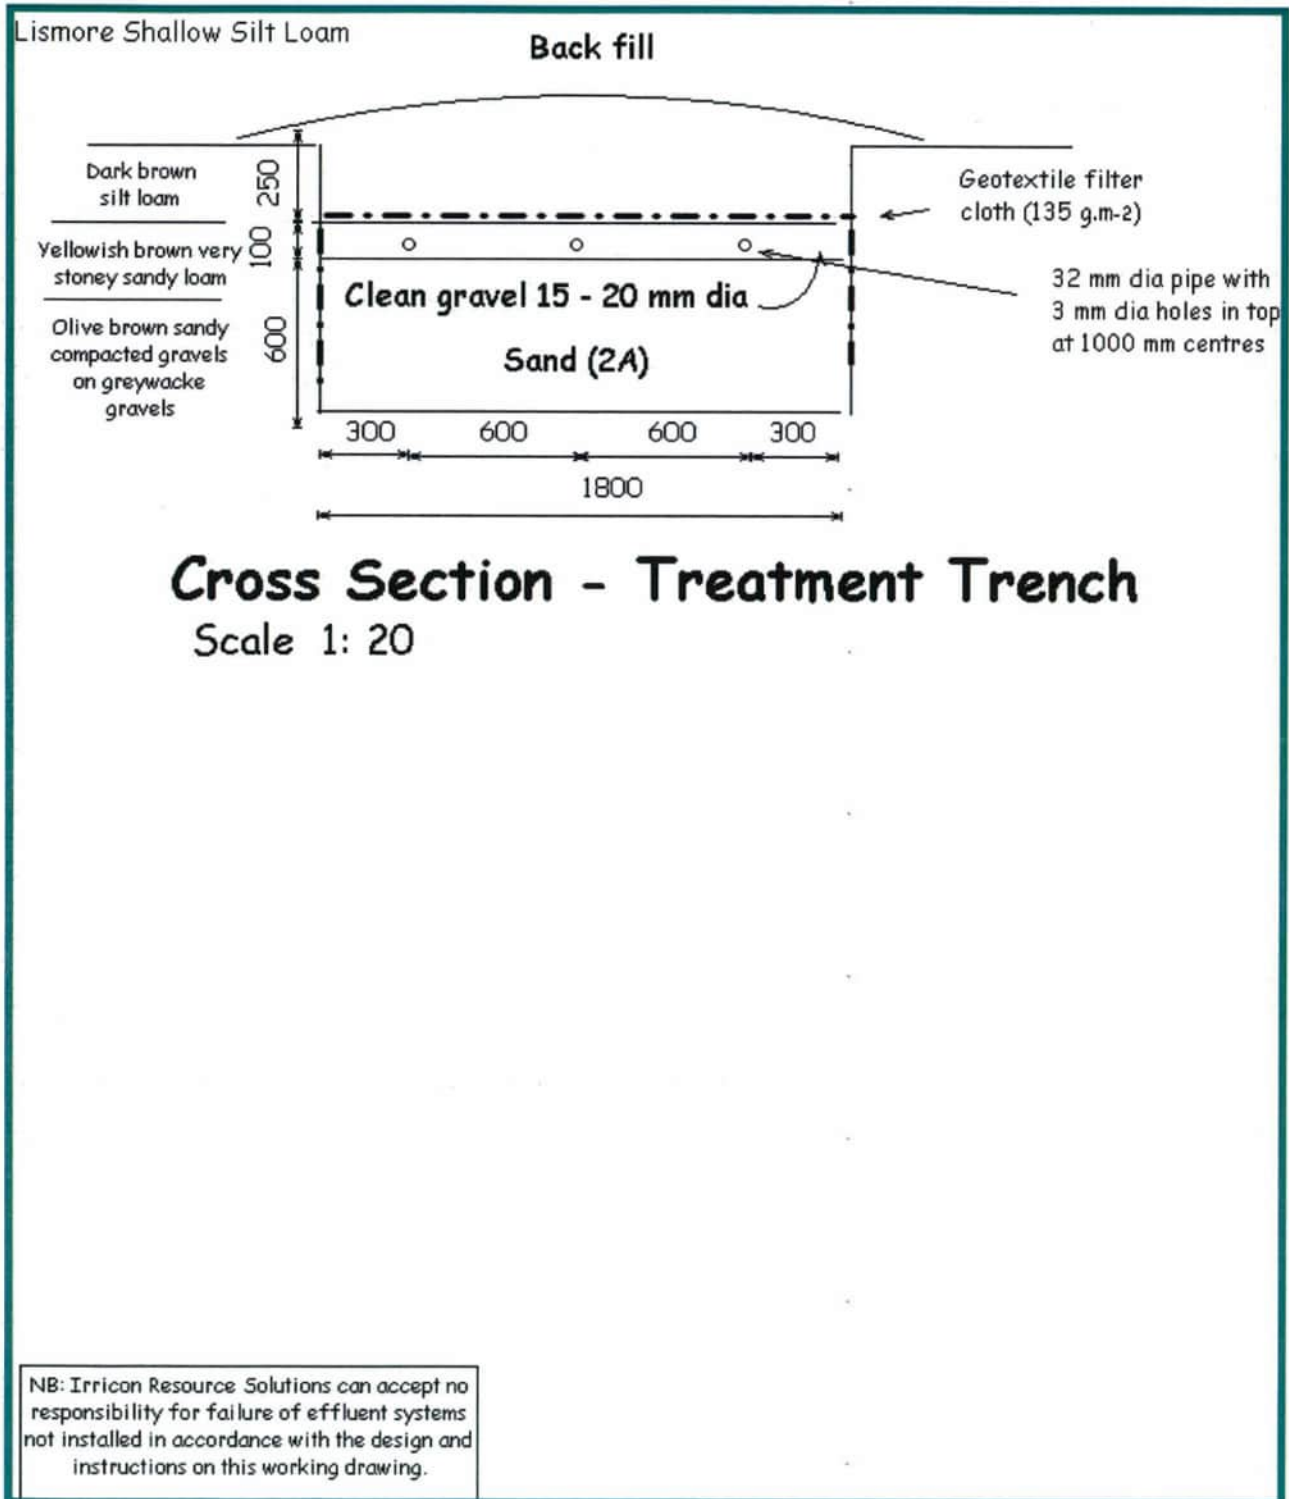 Lismore Shallow Silt Loam
Back fill
Dark brown
silt loam
250
Geotextile filter
cloth (135 g.m-2)
Yellowish brown very
stoney sandy loam
100
32 mm dia pipe with
3 mm dia holes in top
at 1000 mm centres
Clean gravel 15 - 20 mm dia
Olive brown sandy
compacted gravels
on greywacke
gravels
600
Sand (2A)
300 600 600 300
1800
Cross Section - Treatment Trench
Scale 1: 20
NB: Irricon Resource Solutions can accept no
responsibility for failure of effluent systems
not installed in accordance with the design and
instructions on this working drawing.